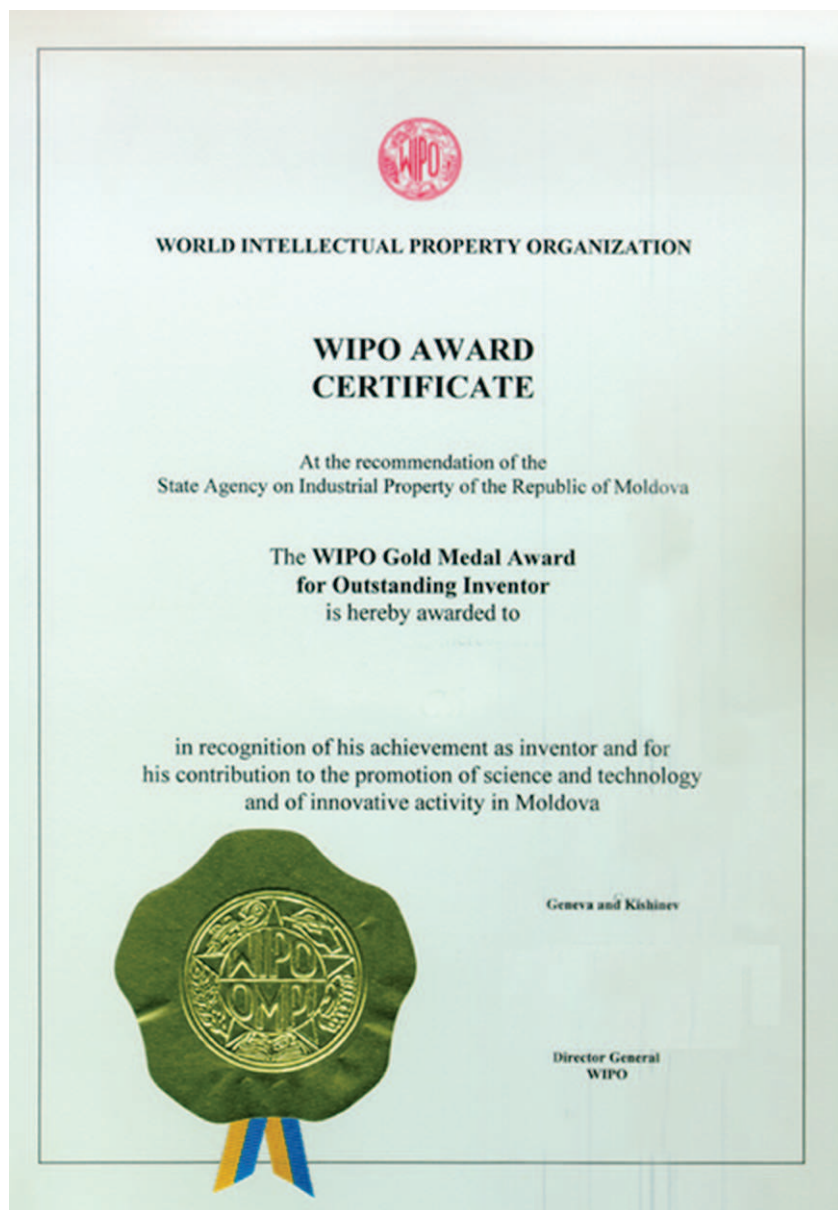 WIPO
WORLD INTELLECTUAL PROPERTY ORGANIZATION
WIPO AWARD
CERTIFICATE
At the recommendation of the
State Agency on Industrial Property of the Republic of Moldova
The WIPO Gold Medal Award
for Outstanding Inventor
is hereby awarded to
in recognition of his achievement as inventor and for
his contribution to the promotion of science and technology
and of innovative activity in Moldova
Geneva and Kishinev
WIPO
OMPI
Director General
WIPO